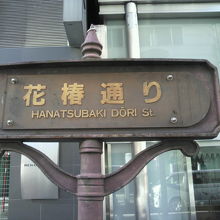 花椿通り
HANATSUBAKI DŌRI St.